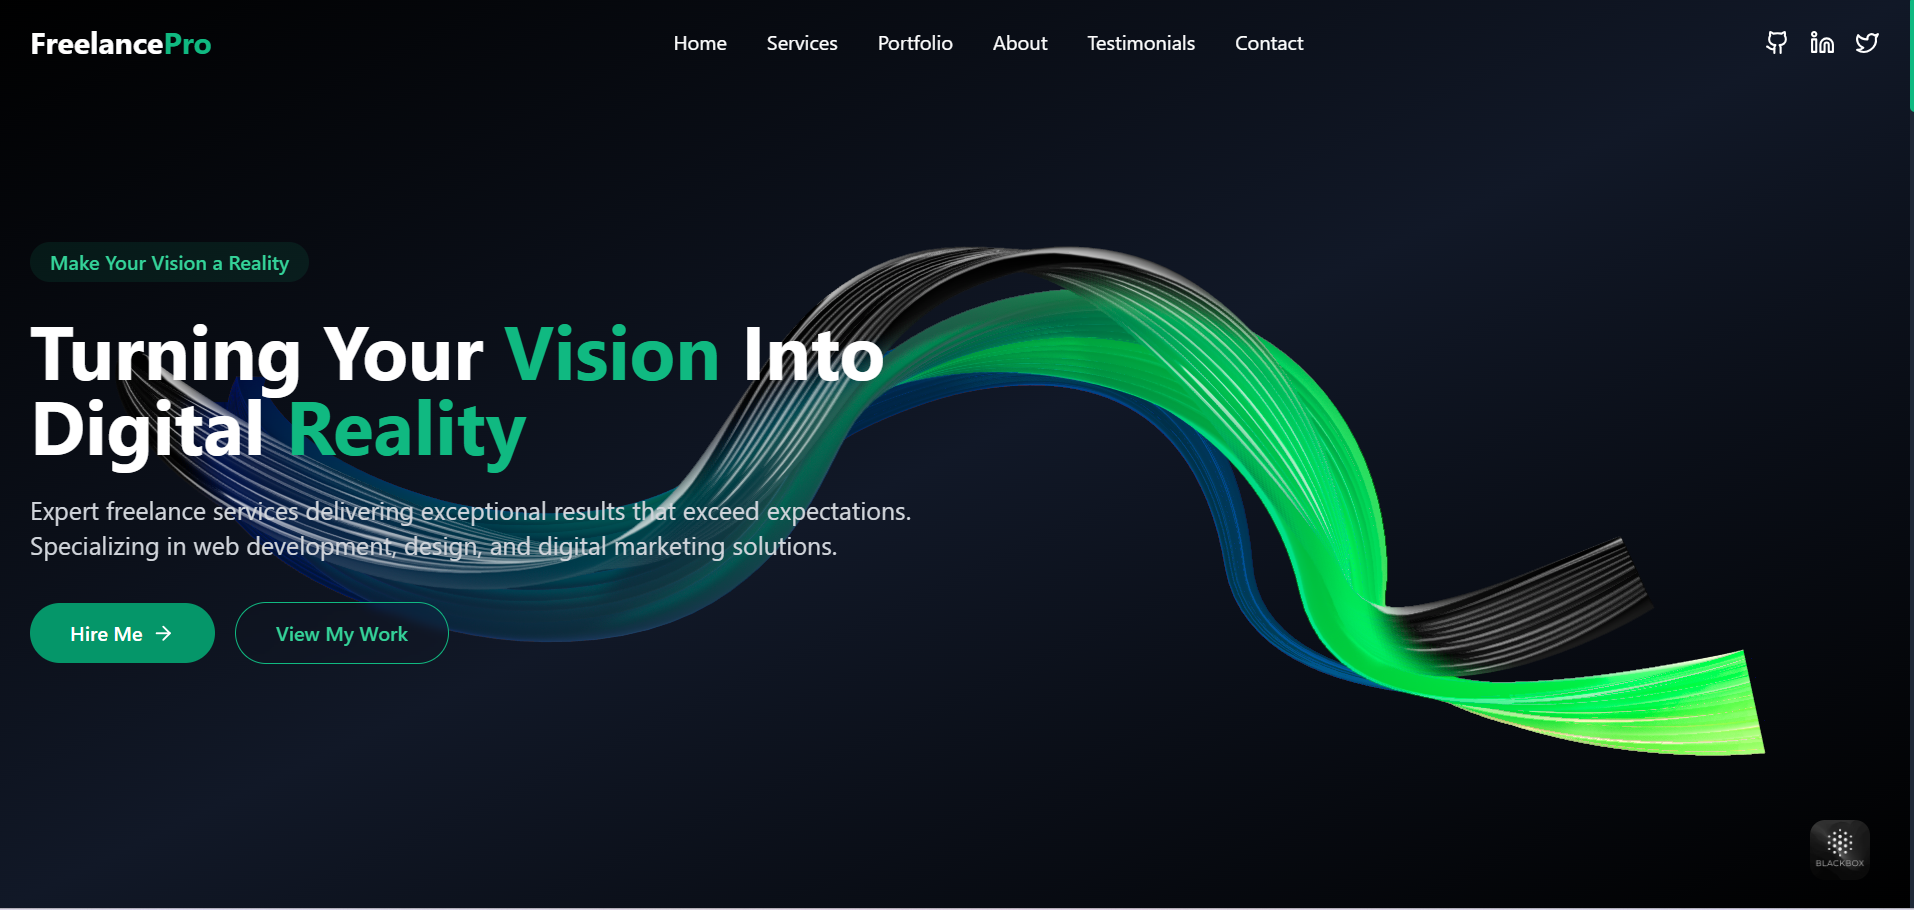 FreelancePro
Home Services Portfolio About Testimonials Contact
Make Your Vision a Reality
Turning Your Vision Into
Digital Reality
Expert freelance services delivering exceptional results that exceed expectations.
Specializing in web development, design, and digital marketing solutions.
Hire Me → View My Work
BLACKBOX